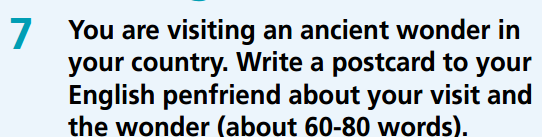 7 You are visiting an ancient wonder in
your country. Write a postcard to your
English penfriend about your visit and
the wonder (about 60-80 words).